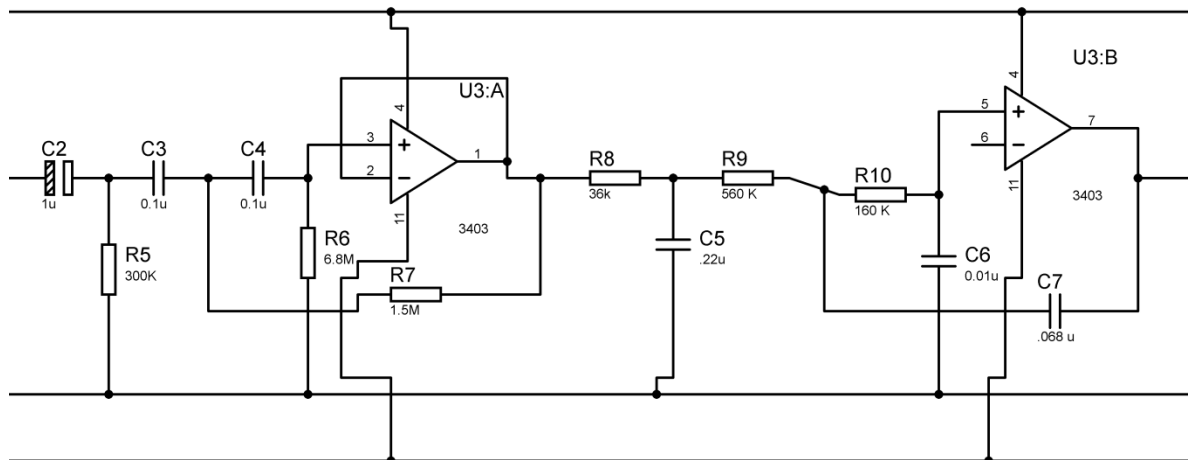 C2
1u
R5
300K
C3
0.1u
C4
0.1u
R6
6.8M
U3:A
3
2
4
1
11
3403
R7
1.5M
R8
36k
C5
.22u
R9
560 K
R10
160 K
C6
0.01u
U3:B
5
6
4
7
11
3403
C7
.068 u